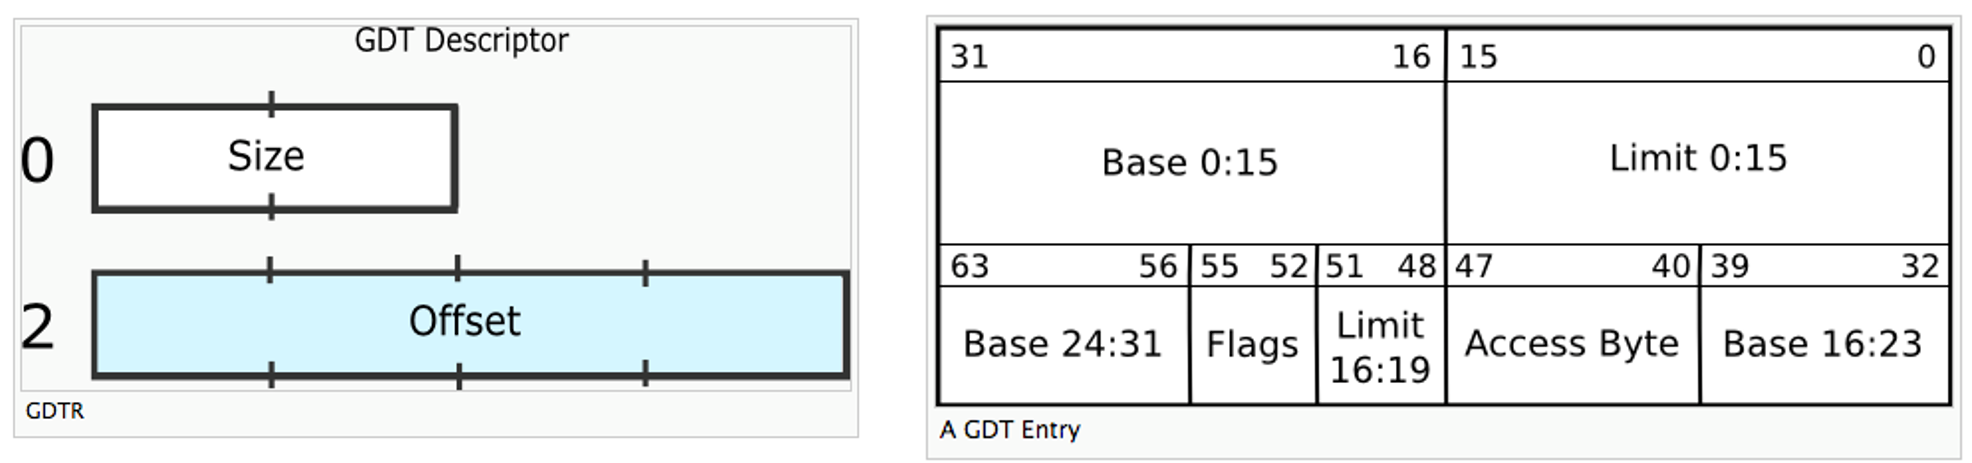 GDT Descriptor
0
Size
2
Offset
GDTR
31 16 15 0
Base 0:15 Limit 0:15
63 56 55 52 51 48 47 40 39 32
Base 24:31 Flags Limit 16:19 Access Byte Base 16:23
A GDT Entry